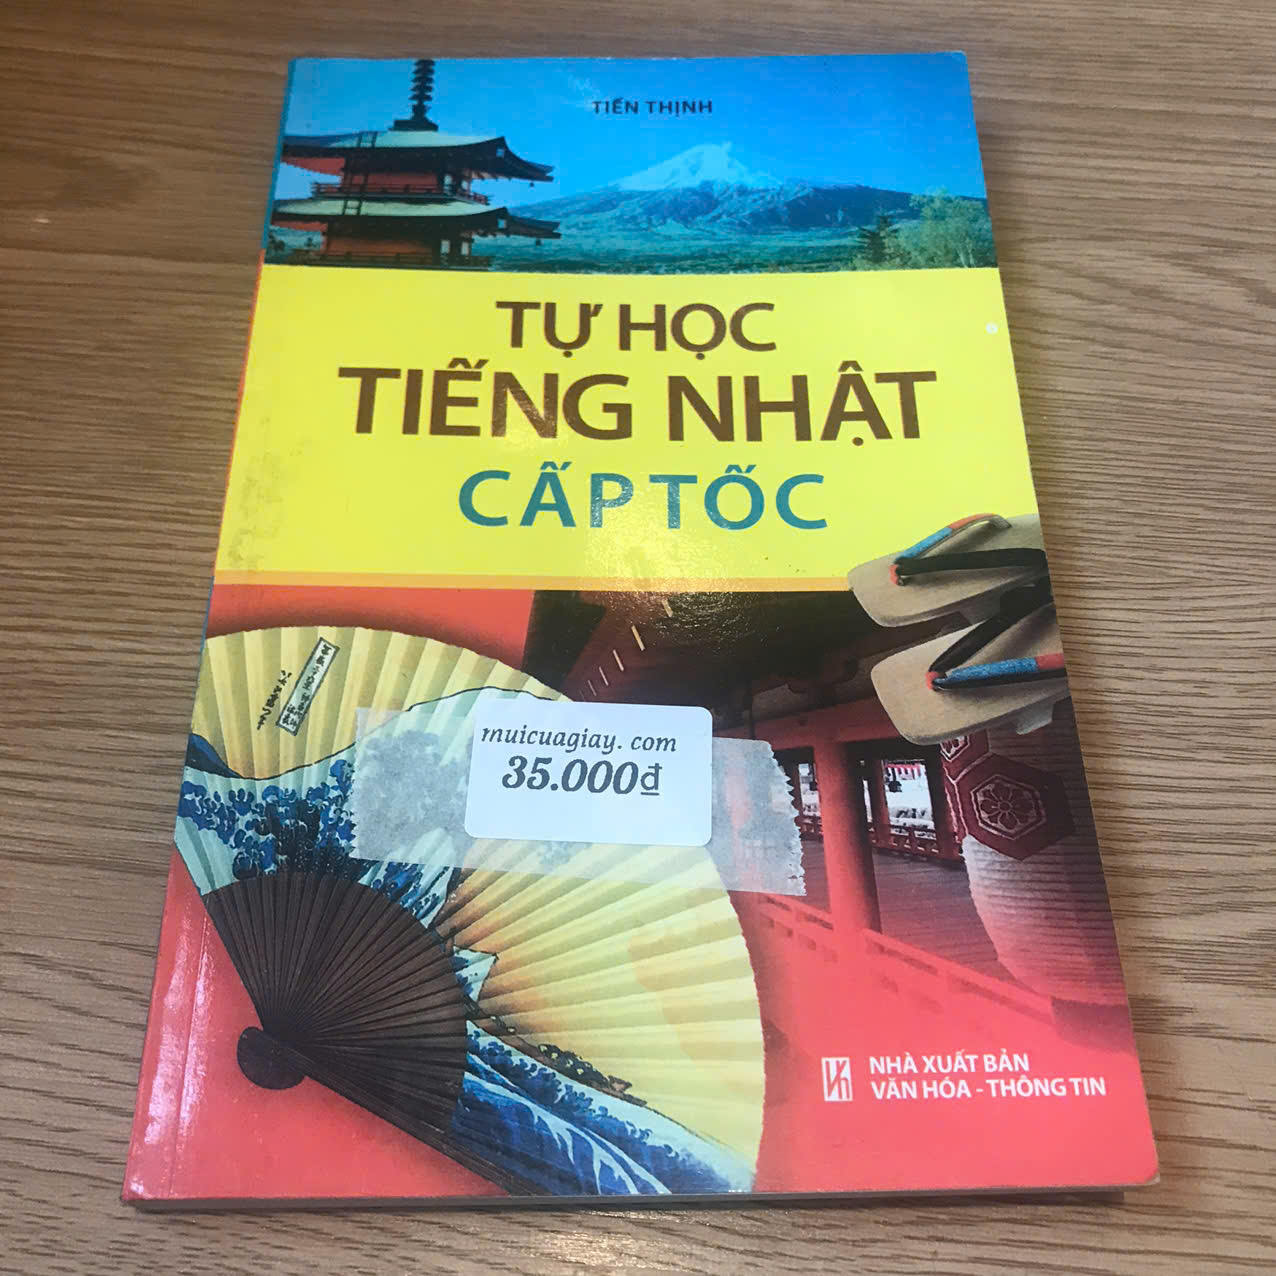 TIẾN THỊNH
TỰ HỌC
TIẾNG NHẬT
CẤP TỐC
muicuagiay. com
35.000đ
NHÀ XUẤT BẢN
VĂN HÓA - THÔNG TIN